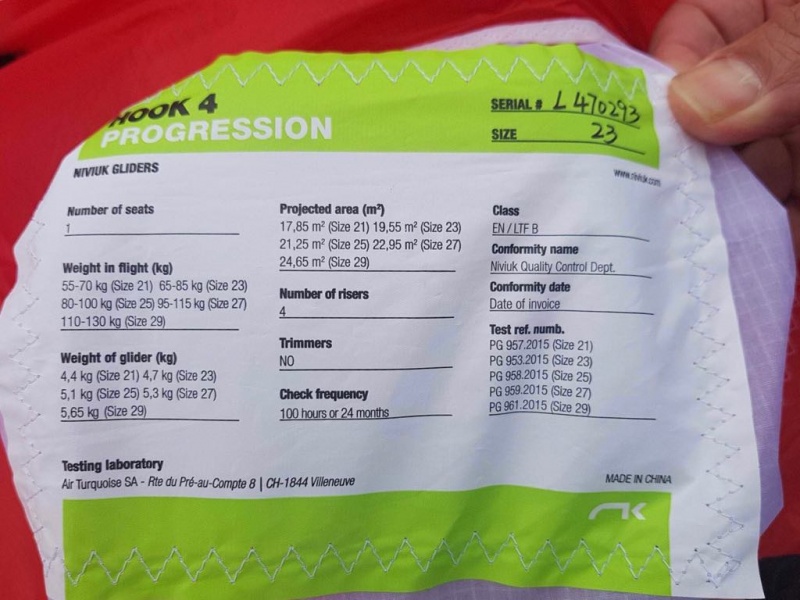 HOOK 4
PROGRESSION
SERIAL # L 470293
SIZE 23
NIVIUK GLIDERS
www.niviuk.com
Number of seats
1
Weight in flight (kg)
55-70 kg (Size 21) 65-85 kg (Size 23)
80-100 kg (Size 25) 95-115 kg (Size 27)
110-130 kg (Size 29)
Weight of glider (kg)
4,4 kg (Size 21) 4,7 kg (Size 23)
5,1 kg (Size 25) 5,3 kg (Size 27)
5,65 kg (Size 29)
Projected area (m²)
17,85 m² (Size 21) 19,55 m² (Size 23)
21,25 m² (Size 25) 22,95 m² (Size 27)
24,65 m² (Size 29)
Number of risers
4
Trimmers
NO
Check frequency
100 hours or 24 months
Class
EN / LTF B
Conformity name
Niviuk Quality Control Dept.
Conformity date
Date of invoice
Test ref. numb.
PG 957.2015 (Size 21)
PG 953.2015 (Size 23)
PG 958.2015 (Size 25)
PG 959.2015 (Size 27)
PG 961.2015 (Size 29)
Testing laboratory
Air Turquoise SA - Rte du Pré-au-Compte 8 | CH-1844 Villeneuve
MADE IN CHINA